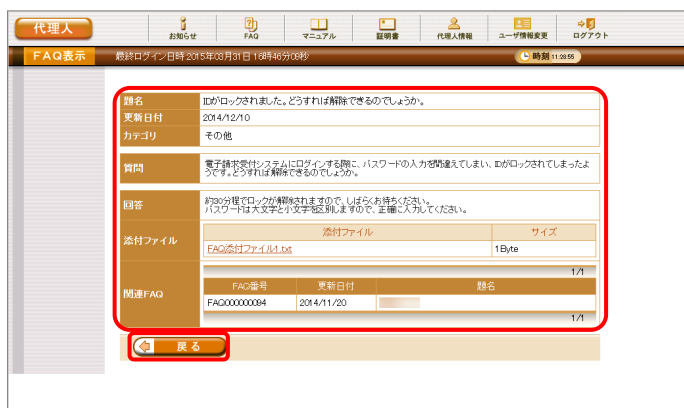 代理人
お知らせ
FAQ
マニュアル
証明書
代理人情報
ユーザ情報変更
ログアウト
FAQ表示
最終ログイン日時 2015年03月31日 16時46分09秒
時刻 11:28:55
題名
IDがロックされました。どうすれば解除できるのでしょうか。
更新日付
2014/12/10
カテゴリ
その他
質問
電子請求受付システムにログインする際に、パスワードの入力を間違えてしまい、IDがロックされてしまったよ
うです。どうすれば解除できるのでしょうか。
回答
約30分程でロックが解除されますので、しばらくお待ちください。
パスワードは大文字と小文字を区別しますので、正確に入力してください。
添付ファイル
添付ファイル
サイズ
FAQ添付ファイル1.txt
1Byte
関連FAQ
1/1
FAQ番号
更新日付
題名
FAQ000000094
2014/11/20
1/1
戻る